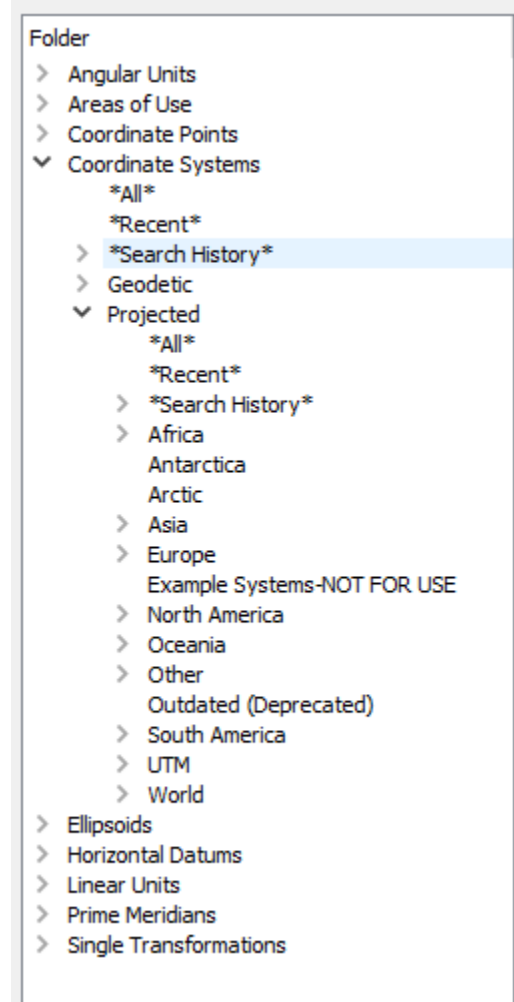 Folder
Angular Units
Areas of Use
Coordinate Points
Coordinate Systems
*All*
*Recent*
*Search History*
Geodetic
Projected
*All*
*Recent*
*Search History*
Africa
Antarctica
Arctic
Asia
Europe
Example Systems-NOT FOR USE
North America
Oceania
Other
Outdated (Deprecated)
South America
UTM
World
Ellipsoids
Horizontal Datums
Linear Units
Prime Meridians
Single Transformations